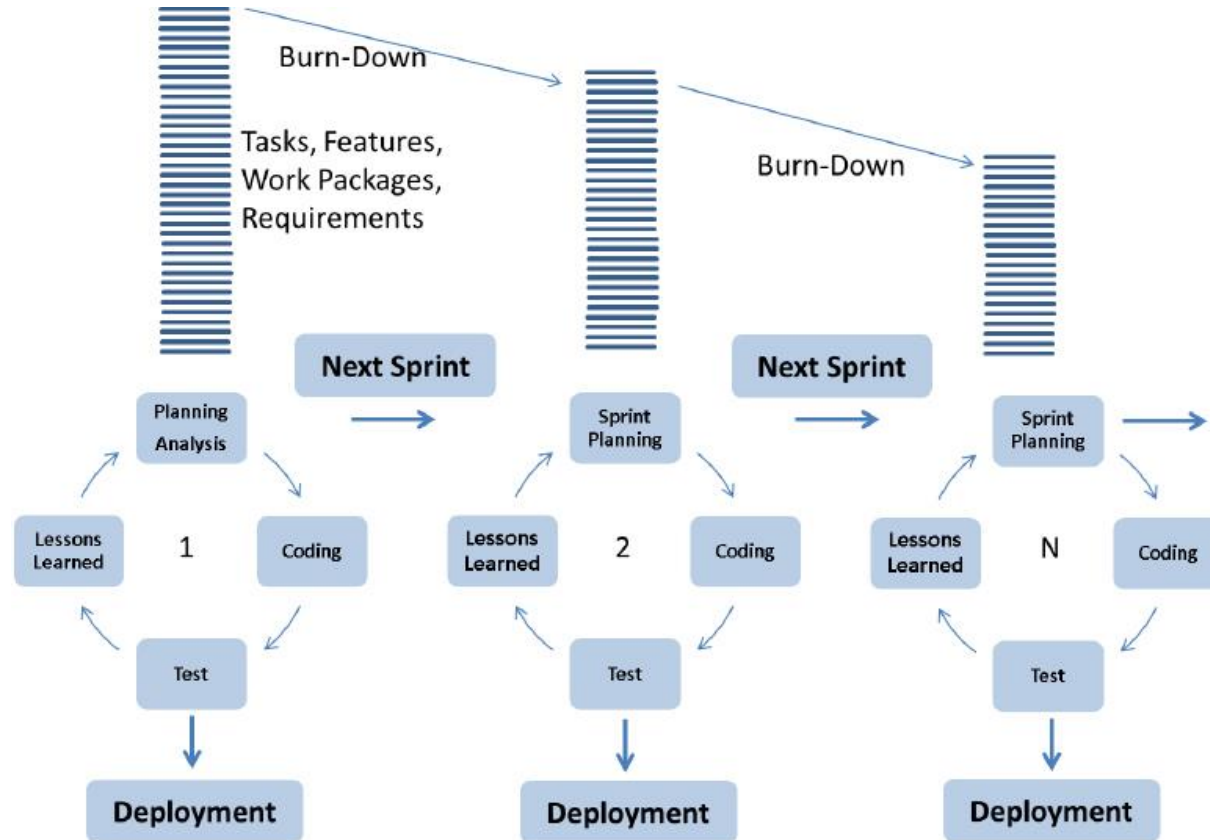 Burn-Down
Tasks, Features,
Work Packages,
Requirements
Burn-Down
Next Sprint
Next Sprint
Planning
Analysis
Coding
Test
Lessons
Learned
1
Deployment
Sprint
Planning
Coding
Test
Lessons
Learned
2
Deployment
Sprint
Planning
Coding
Test
Lessons
Learned
N
Deployment